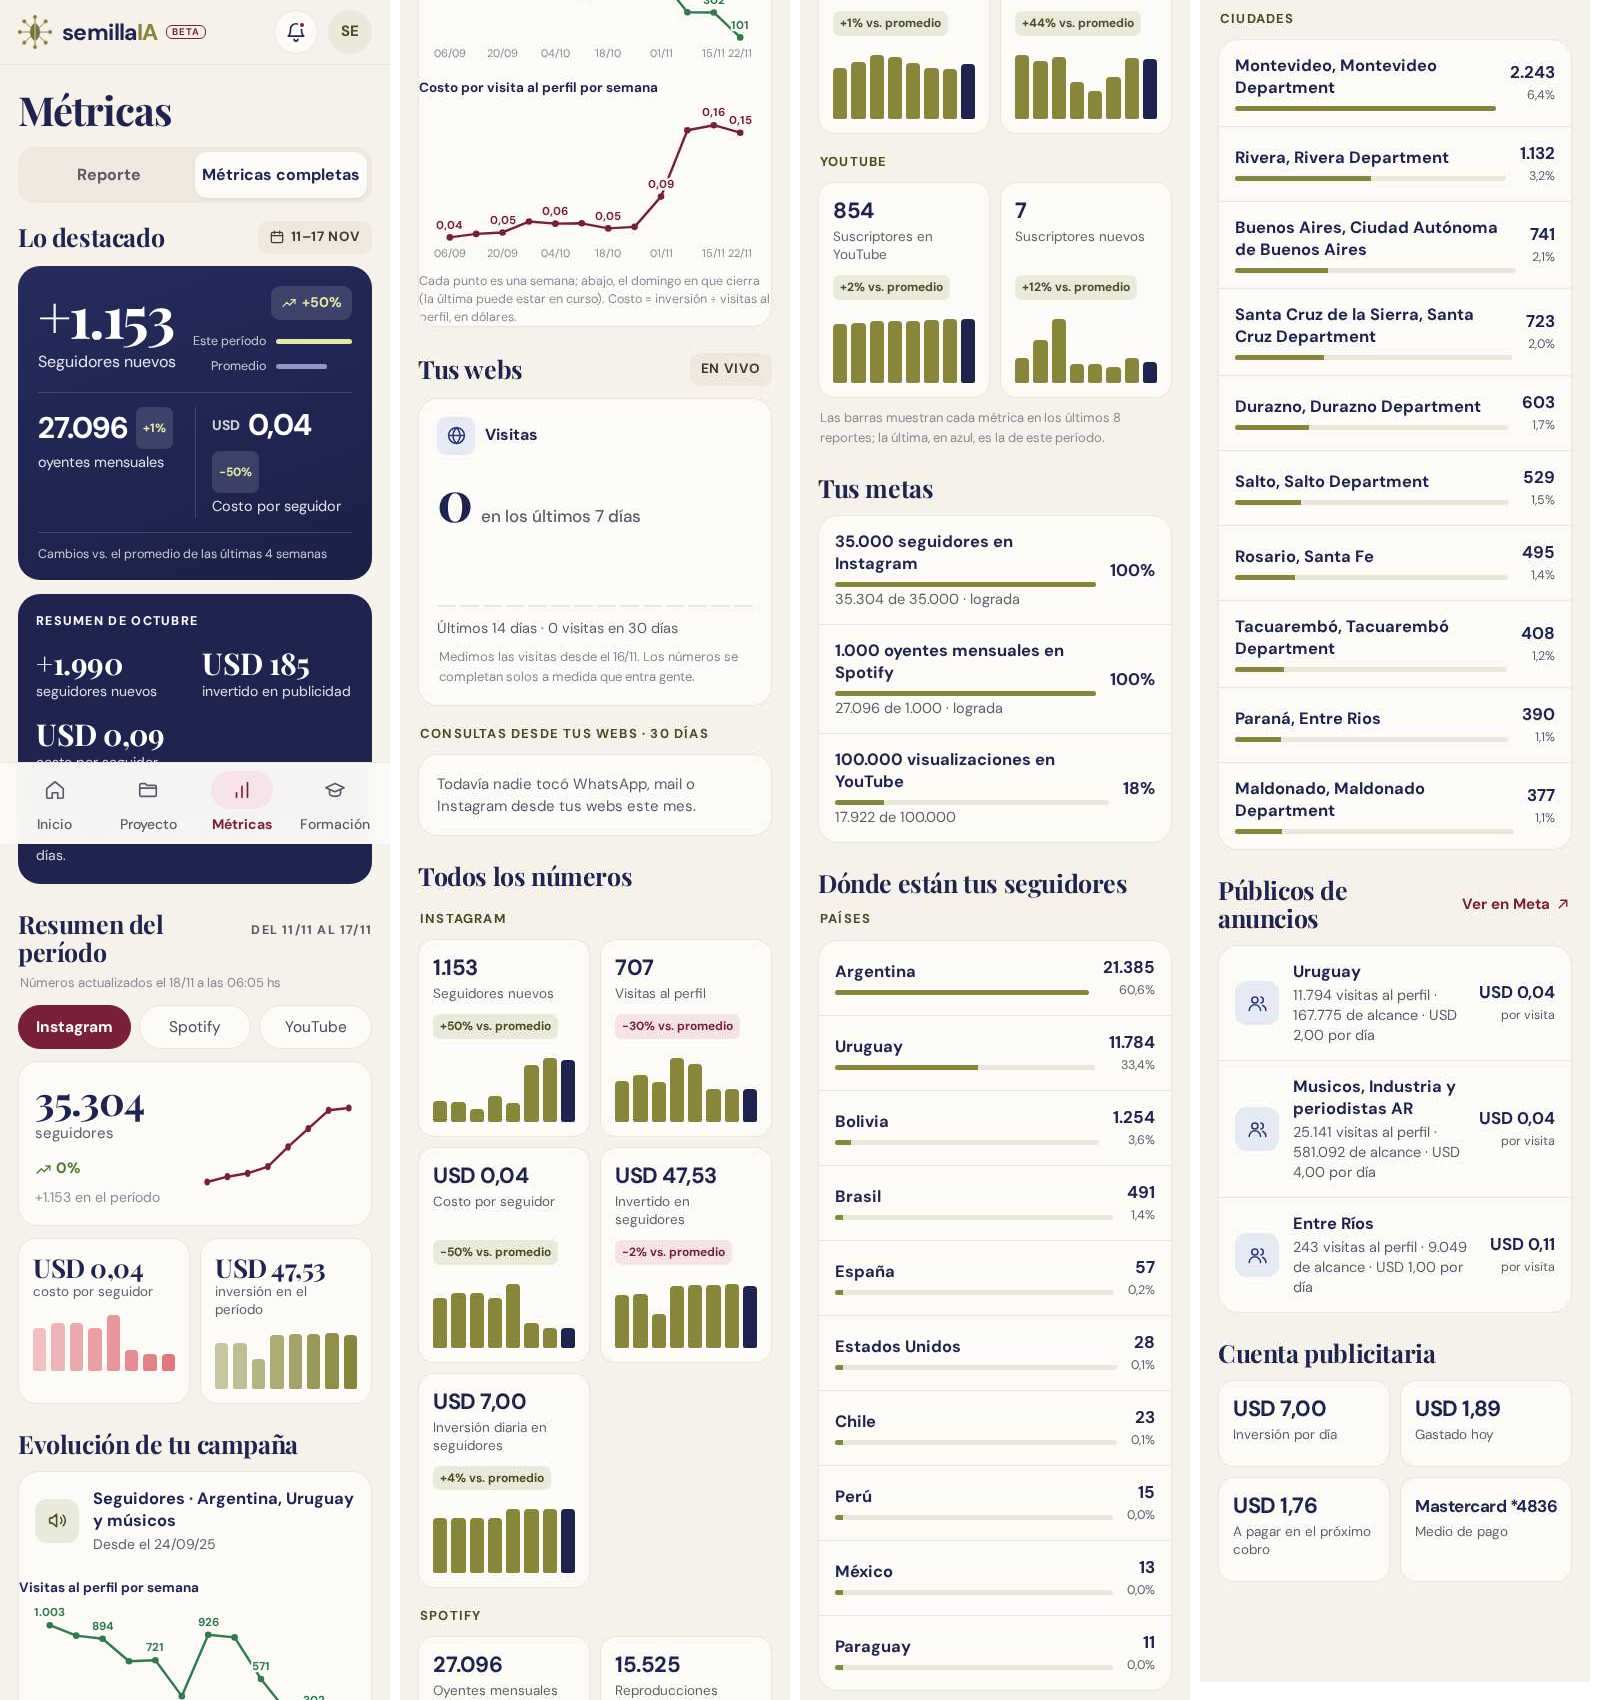 semillaIA BETA
SE
Métricas
Reporte
Métricas completas
Lo destacado
11–17 NOV
+1.153
Seguidores nuevos
+50%
Este período
Promedio
27.096 +1%
oyentes mensuales
USD 0,04
-50%
Costo por seguidor
Cambios vs. el promedio de las últimas 4 semanas
RESUMEN DE OCTUBRE
+1.990
seguidores nuevos
USD 185
invertido en publicidad
USD 0,09
costo por seguidor
Inicio
Proyecto
Métricas
Formación
días.
Resumen del
período
DEL 11/11 AL 17/11
Números actualizados el 18/11 a las 06:05 hs
Instagram
Spotify
YouTube
35.304
seguidores
0%
+1.153 en el período
USD 0,04
costo por seguidor
USD 47,53
inversión en el
período
Evolución de tu campaña
Seguidores · Argentina, Uruguay
y músicos
Desde el 24/09/25
Visitas al perfil por semana
1.003
894
721
926
571
302
302
101
06/09 20/09 04/10 18/10 01/11 15/11 22/11
Costo por visita al perfil por semana
0,04
0,05
0,06
0,05
0,09
0,16
0,15
06/09 20/09 04/10 18/10 01/11 15/11 22/11
Cada punto es una semana; abajo, el domingo en que cierra
(la última puede estar en curso). Costo = inversión ÷ visitas al
perfil, en dólares.
Tus webs
EN VIVO
Visitas
0 en los últimos 7 días
Últimos 14 días · 0 visitas en 30 días
Medimos las visitas desde el 16/11. Los números se
completan solos a medida que entra gente.
CONSULTAS DESDE TUS WEBS · 30 DÍAS
Todavía nadie tocó WhatsApp, mail o
Instagram desde tus webs este mes.
Todos los números
INSTAGRAM
1.153
Seguidores nuevos
+50% vs. promedio
707
Visitas al perfil
-30% vs. promedio
USD 0,04
Costo por seguidor
-50% vs. promedio
USD 47,53
Invertido en
seguidores
-2% vs. promedio
USD 7,00
Inversión diaria en
seguidores
+4% vs. promedio
SPOTIFY
27.096
Oyentes mensuales
15.525
Reproducciones
+1% vs. promedio
+44% vs. promedio
YOUTUBE
854
Suscriptores en
YouTube
+2% vs. promedio
7
Suscriptores nuevos
+12% vs. promedio
Las barras muestran cada métrica en los últimos 8
reportes; la última, en azul, es la de este período.
Tus metas
35.000 seguidores en
Instagram
100%
35.304 de 35.000 · lograda
1.000 oyentes mensuales en
Spotify
100%
27.096 de 1.000 · lograda
100.000 visualizaciones en
YouTube
18%
17.922 de 100.000
Dónde están tus seguidores
PAÍSES
Argentina
21.385
60,6%
Uruguay
11.784
33,4%
Bolivia
1.254
3,6%
Brasil
491
1,4%
España
57
0,2%
Estados Unidos
28
0,1%
Chile
23
0,1%
Perú
15
0,0%
México
13
0,0%
Paraguay
11
0,0%
CIUDADES
Montevideo, Montevideo
Department
2.243
6,4%
Rivera, Rivera Department
1.132
3,2%
Buenos Aires, Ciudad Autónoma
de Buenos Aires
741
2,1%
Santa Cruz de la Sierra, Santa
Cruz Department
723
2,0%
Durazno, Durazno Department
603
1,7%
Salto, Salto Department
529
1,5%
Rosario, Santa Fe
495
1,4%
Tacuarembó, Tacuarembó
Department
408
1,2%
Paraná, Entre Rios
390
1,1%
Maldonado, Maldonado
Department
377
1,1%
Públicos de
anuncios
Ver en Meta
Uruguay
11.794 visitas al perfil ·
167.775 de alcance · USD
2,00 por día
USD 0,04
por visita
Musicos, Industria y
periodistas AR
25.141 visitas al perfil ·
581.092 de alcance · USD
4,00 por día
USD 0,04
por visita
Entre Ríos
243 visitas al perfil · 9.049
de alcance · USD 1,00 por
día
USD 0,11
por visita
Cuenta publicitaria
USD 7,00
Inversión por día
USD 1,89
Gastado hoy
USD 1,76
A pagar en el próximo
cobro
Mastercard *4836
Medio de pago